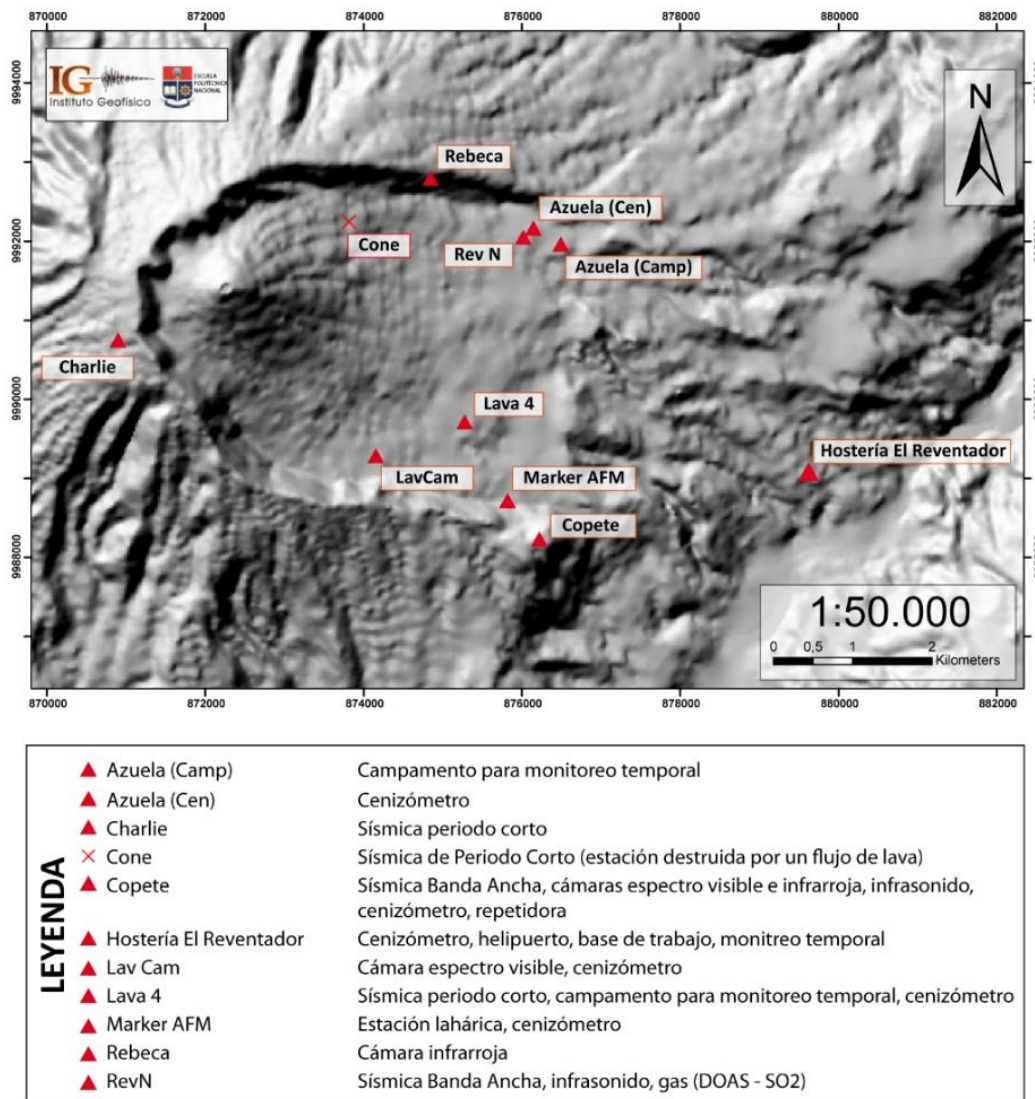 870000 872000 874000 876000 878000 880000 882000
9994000
9992000
9990000
9988000
IG
Instituto Geofísico
ESCUELA
POLITÉCNICA
NACIONAL
N
Rebeca
Azuela (Cen)
Cone
Rev N
Azuela (Camp)
Charlie
Lava 4
Hostería El Reventador
LavCam
Marker AFM
Copete
1:50.000
0 0,5 1 2
Kilometers
870000 872000 874000 876000 878000 880000 882000
LEYENDA
Azuela (Camp) Campamento para monitoreo temporal
Azuela (Cen) Cenizómetro
Charlie Sísmica periodo corto
Cone Sísmica de Periodo Corto (estación destruida por un flujo de lava)
Copete Sísmica Banda Ancha, cámaras espectro visible e infrarroja, infrasonido,
cenizómetro, repetidora
Hostería El Reventador Cenizómetro, helipuerto, base de trabajo, monitreo temporal
Lav Cam Cámara espectro visible, cenizómetro
Lava 4 Sísmica periodo corto, campamento para monitoreo temporal, cenizómetro
Marker AFM Estación lahárica, cenizómetro
Rebeca Cámara infrarroja
RevN Sísmica Banda Ancha, infrasonido, gas (DOAS - SO2)